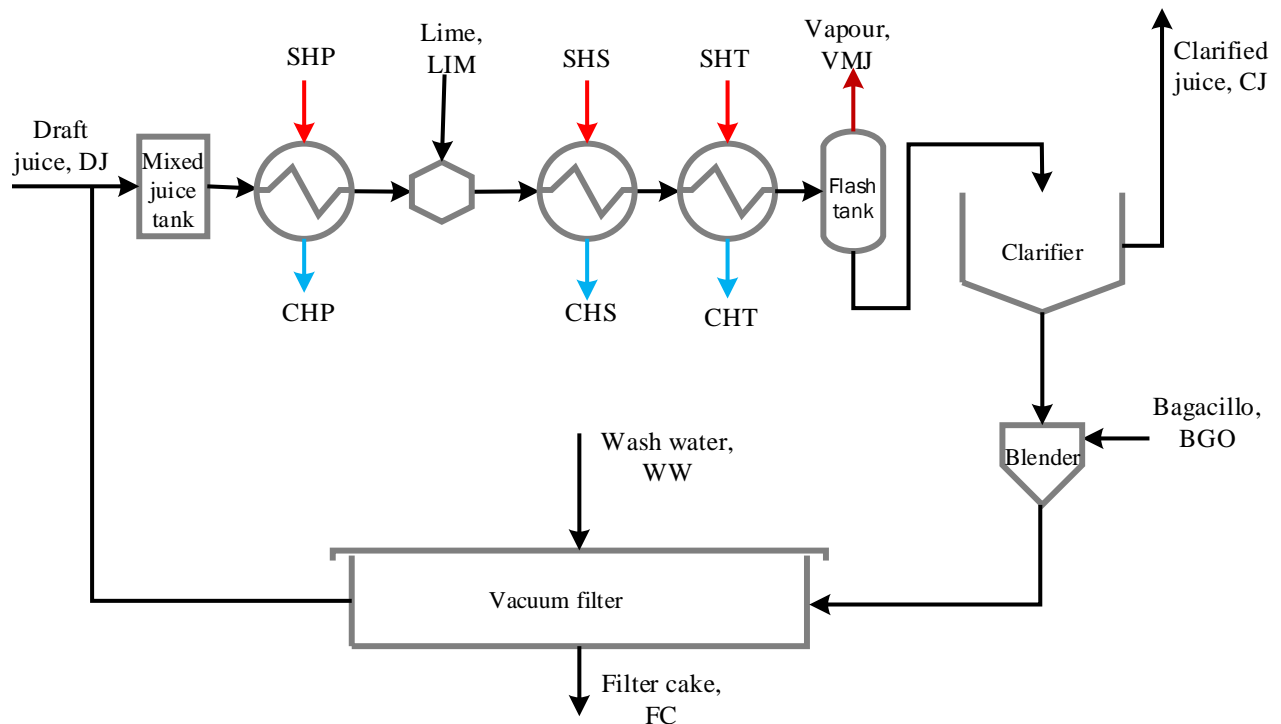 Lime,
LIM
Vapour,
VMJ
Clarified
juice, CJ
SHP
SHS
SHT
Draft
juice, DJ
Mixed
juice
tank
Flash
tank
Clarifier
CHP
CHS
CHT
Bagacillo,
BGO
Blender
Wash water,
WW
Vacuum filter
Filter cake,
FC